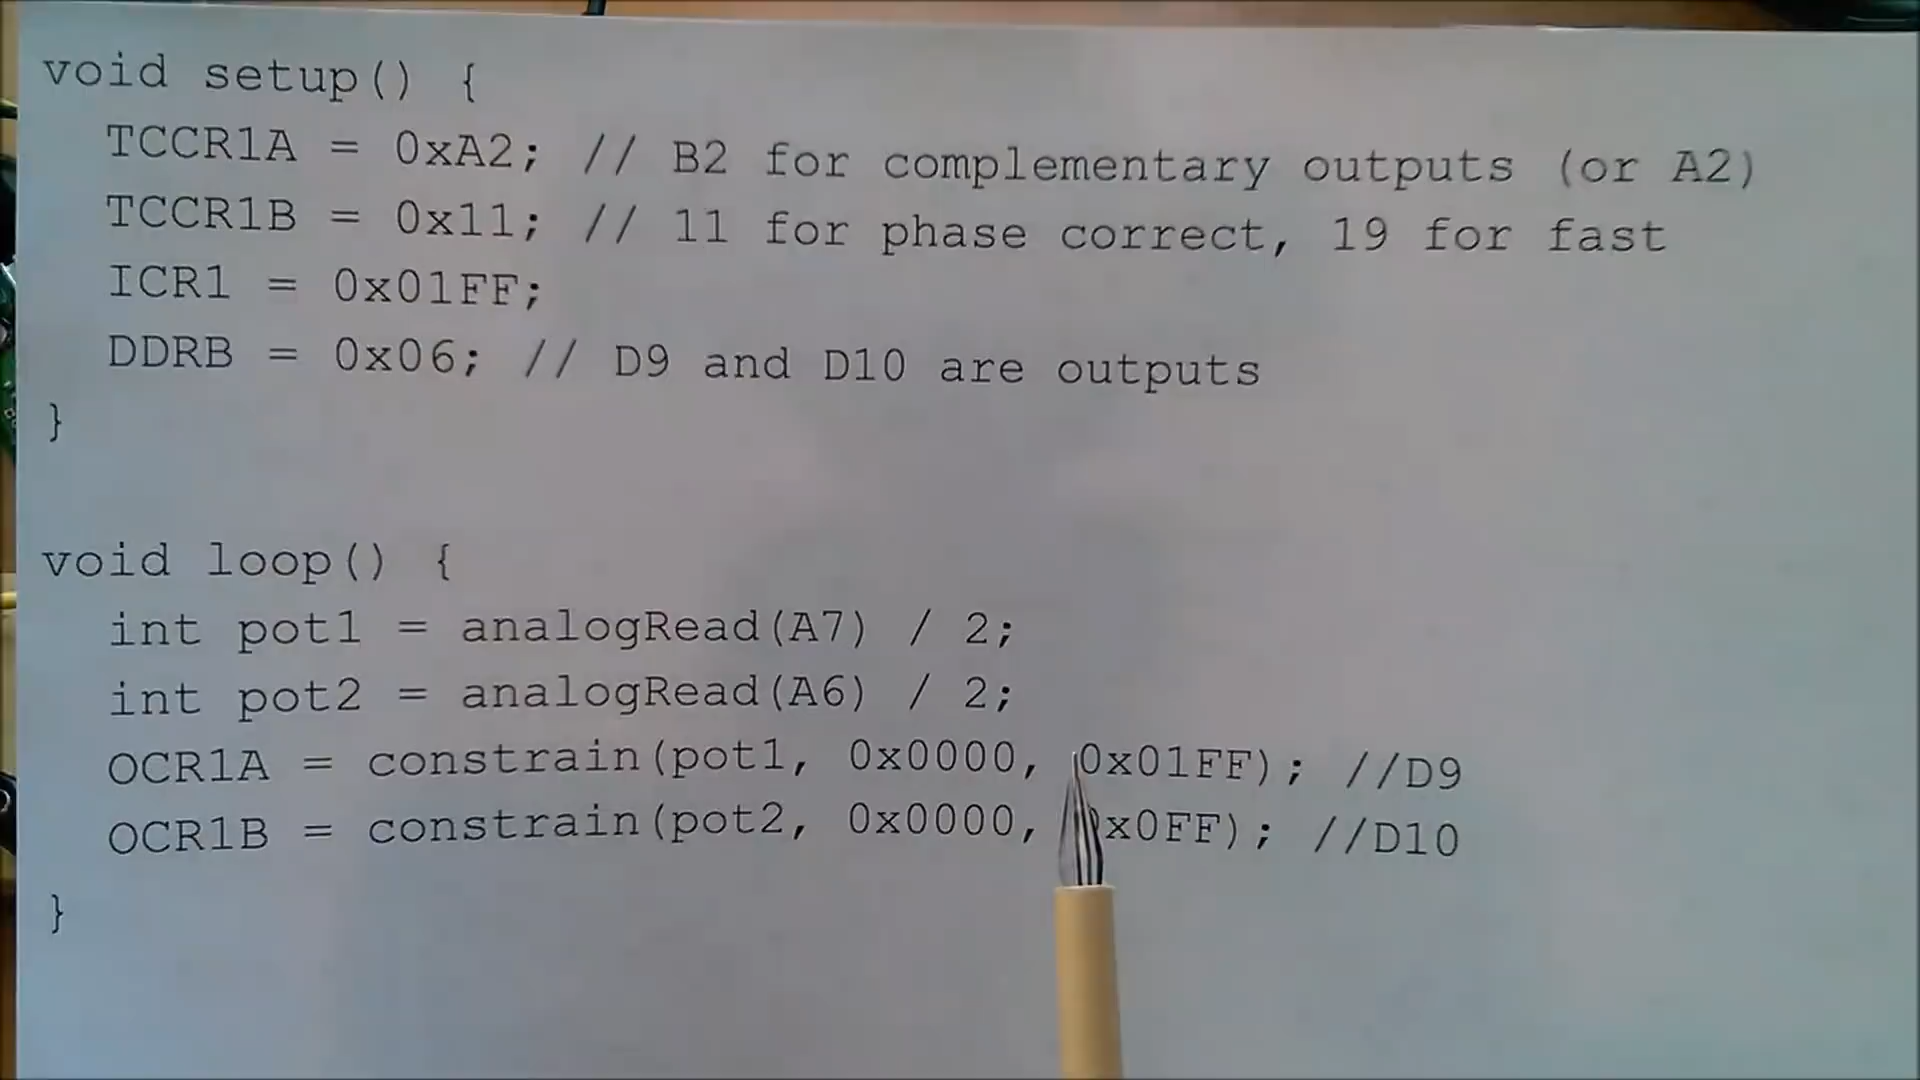 void setup() {
TCCR1A = 0xA2; // B2 for complementary outputs (or A2)
TCCR1B = 0x11; // 11 for phase correct, 19 for fast
ICR1 = 0x01FF;
DDRB = 0x06; // D9 and D10 are outputs
}
void loop() {
int pot1 = analogRead(A7) / 2;
int pot2 = analogRead(A6) / 2;
OCR1A = constrain(pot1, 0x0000, 0x01FF); //D9
OCR1B = constrain(pot2, 0x0000, 0x0FF); //D10
}